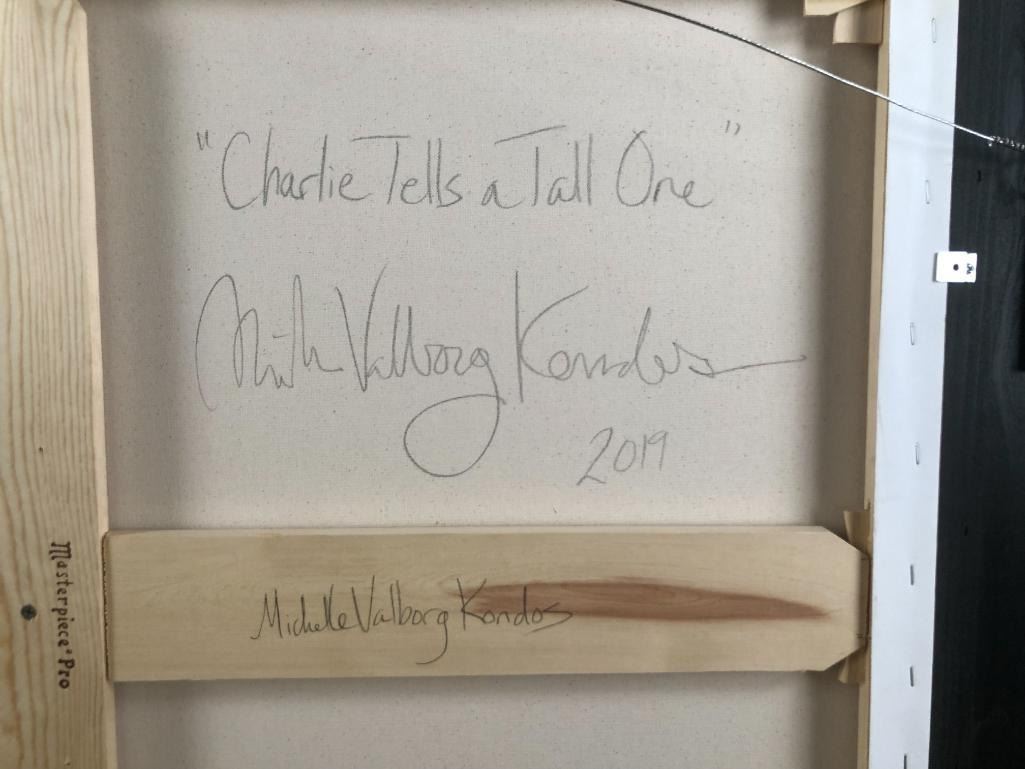 "Charlie Tells a Tall One"
Michelle Valborg Kondos
2019
Michelle Valborg Kondos
Masterpiece® Pro